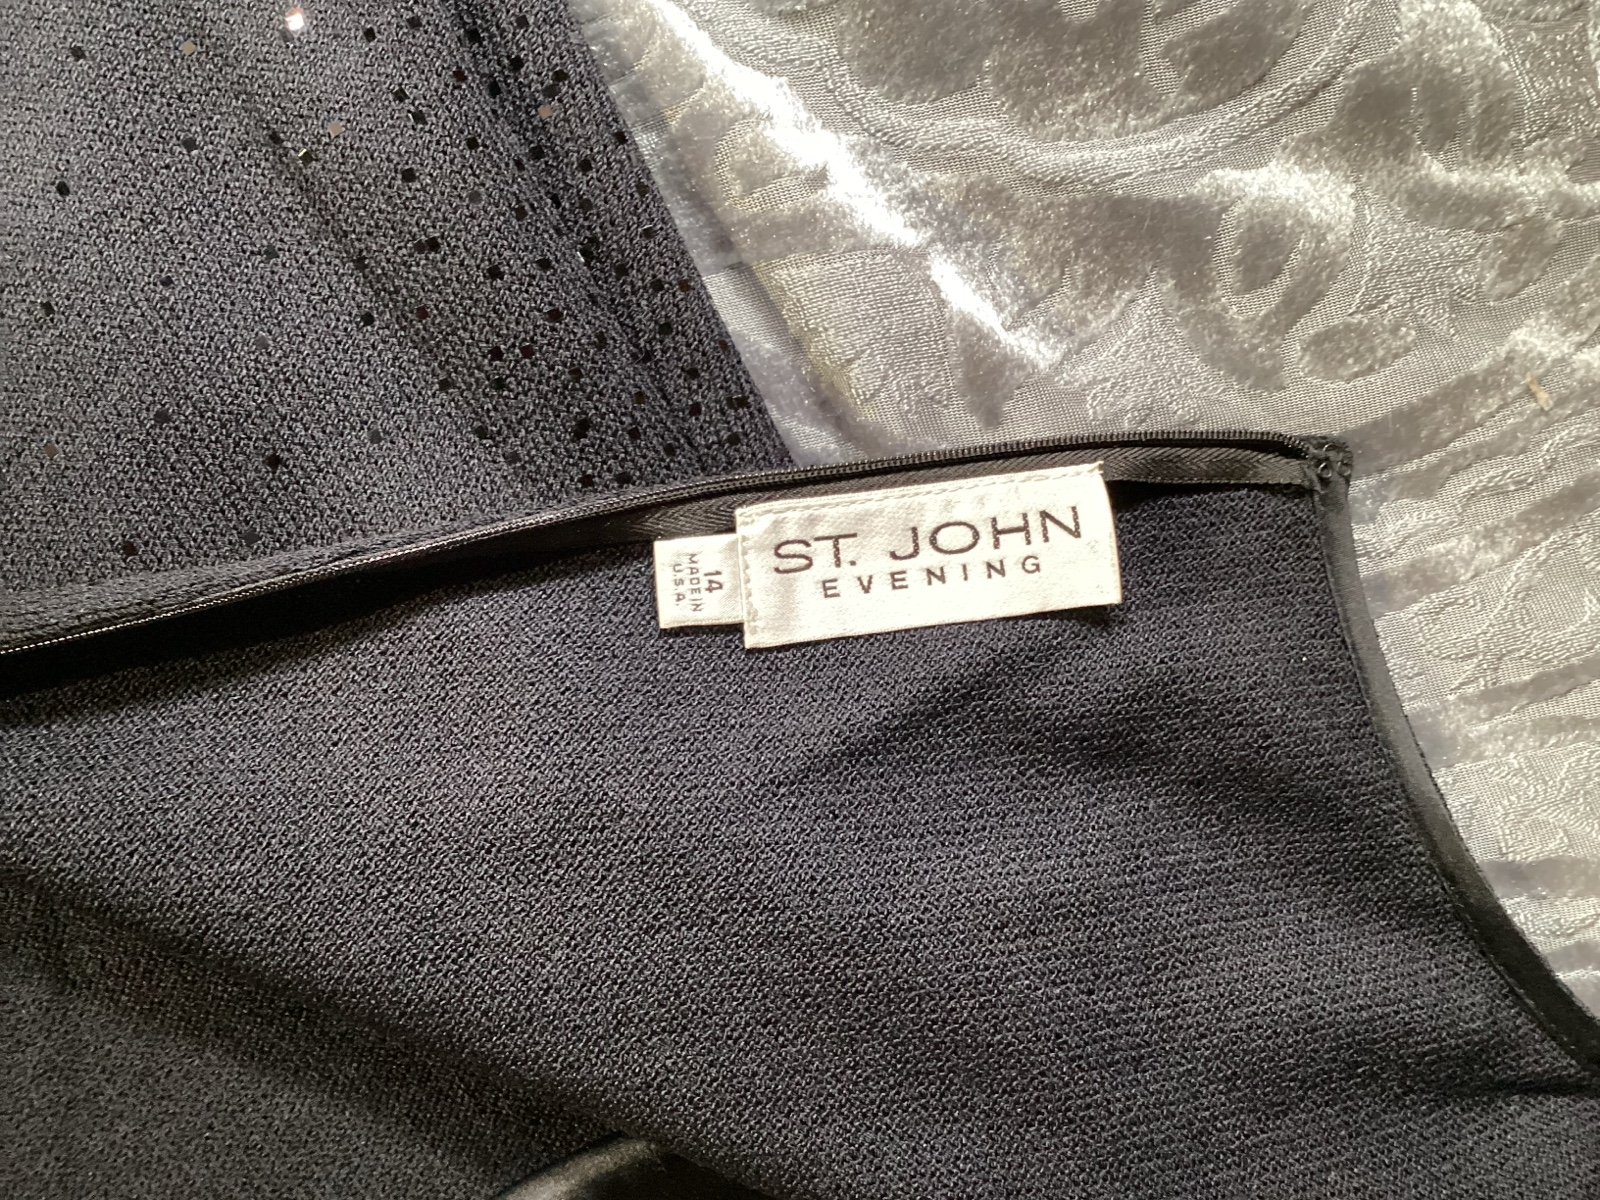 ST. JOHN
EVENING
14
MADE IN
U.S.A.